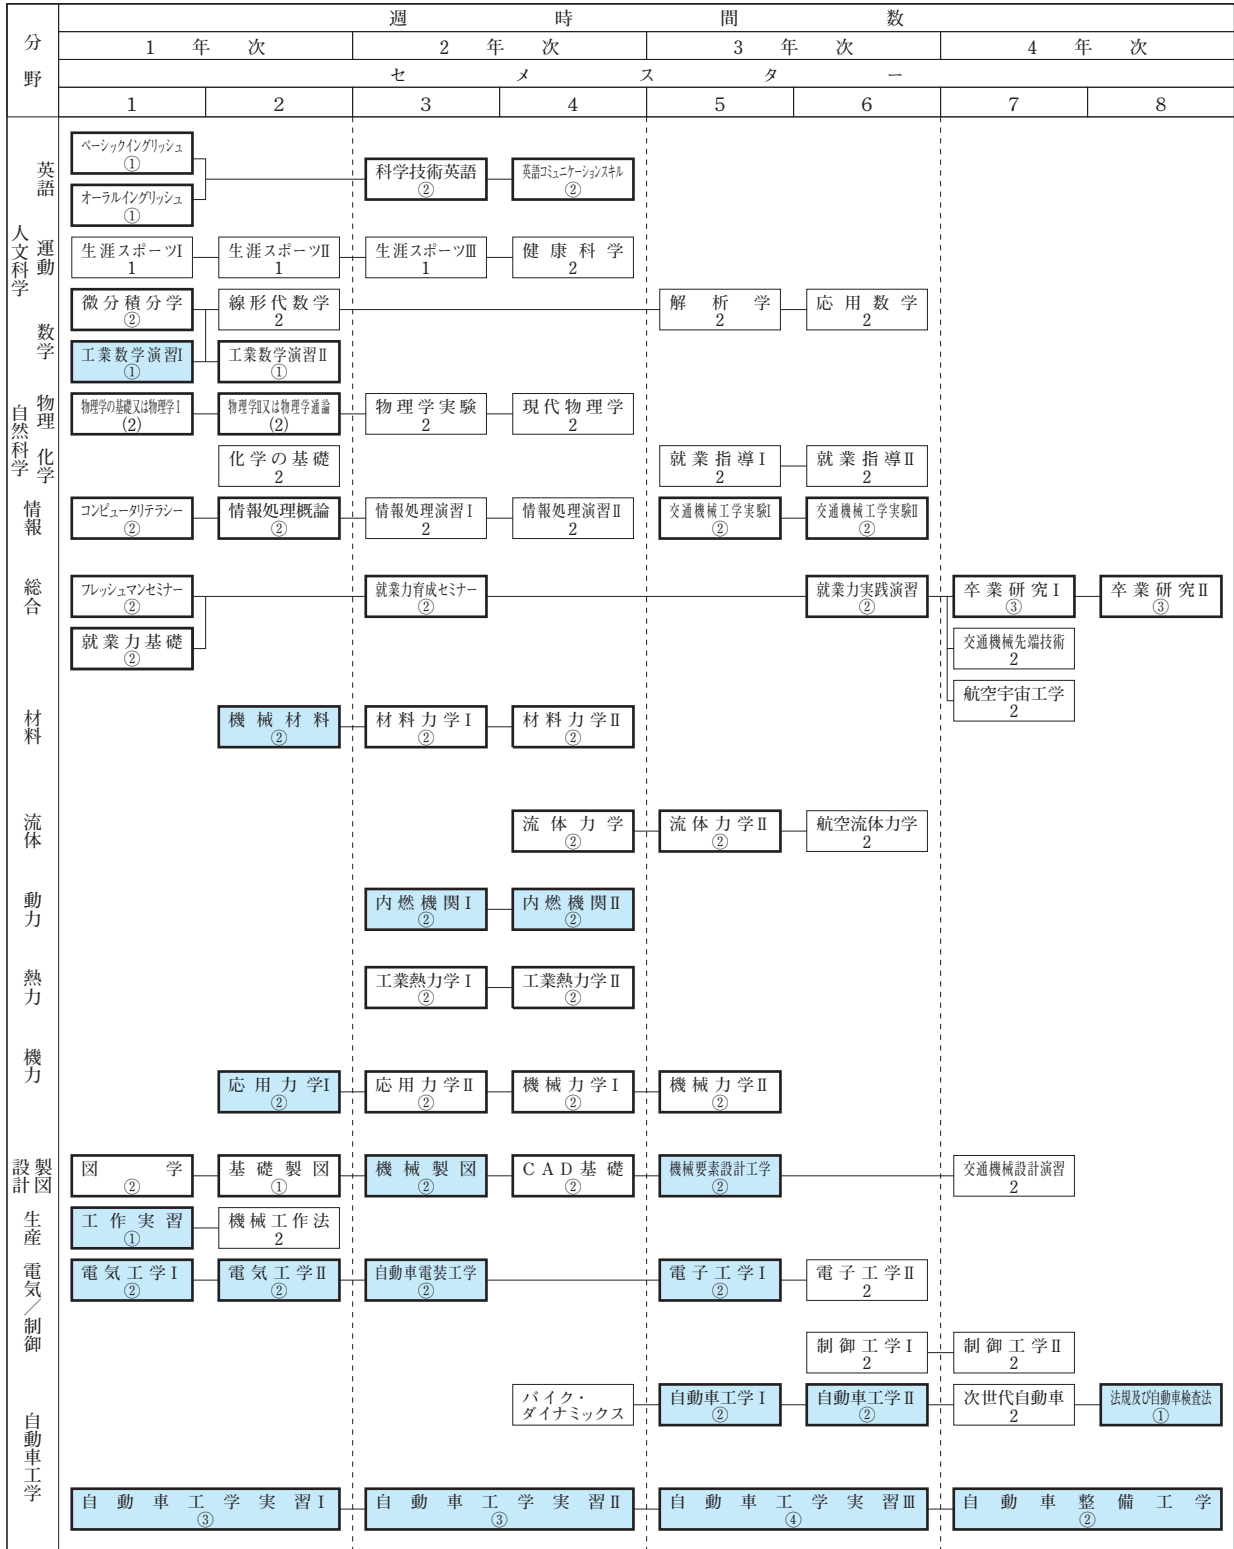 分野
週時間数
1年次 2年次 3年次 4年次
セメスター
1 2 3 4 5 6 7 8
人文科学
英語
ベーシックイングリッシュ
①
オーラルイングリッシュ
①
科学技術英語
②
英語コミュニケーションスキル
②
運動
生涯スポーツⅠ
1
生涯スポーツⅡ
1
生涯スポーツⅢ
1
健康科学
2
自然科学
数学
微分積分学
②
線形代数学
2
解析学
2
応用数学
2
工業数学演習Ⅰ
①
工業数学演習Ⅱ
①
物理
物理学の基礎又は物理学Ⅰ
(2)
物理学Ⅱ又は物理学通論
(2)
物理学実験
2
現代物理学
2
化学
化学の基礎
2
就業指導Ⅰ
2
就業指導Ⅱ
2
情報
コンピュータリテラシー
②
情報処理概論
②
情報処理演習Ⅰ
2
情報処理演習Ⅱ
2
交通機械工学実験Ⅰ
②
交通機械工学実験Ⅱ
②
総合
フレッシュマンセミナー
②
就業力育成セミナー
②
就業力実践演習
②
卒業研究Ⅰ
③
卒業研究Ⅱ
③
就業力基礎
②
交通機械先端技術
2
航空宇宙工学
2
材料
機械材料
②
材料力学Ⅰ
②
材料力学Ⅱ
②
流体
流体力学
②
流体力学Ⅱ
②
航空流体力学
2
動力
内燃機関Ⅰ
②
内燃機関Ⅱ
②
熱力
工業熱力学Ⅰ
②
工業熱力学Ⅱ
②
機力
応用力学Ⅰ
②
応用力学Ⅱ
②
機械力学Ⅰ
②
機械力学Ⅱ
②
設計製図
図学
②
基礎製図
①
機械製図
②
CAD基礎
②
機械要素設計工学
②
交通機械設計演習
2
生産
工作実習
①
機械工作法
2
電気／制御
電気工学Ⅰ
②
電気工学Ⅱ
②
自動車電装工学
②
電子工学Ⅰ
②
電子工学Ⅱ
2
制御工学Ⅰ
2
制御工学Ⅱ
2
自動車工学
バイク・
ダイナミックス
自動車工学Ⅰ
②
自動車工学Ⅱ
②
次世代自動車
2
法規及び自動車検査法
①
自動車工学実習Ⅰ
③
自動車工学実習Ⅱ
③
自動車工学実習Ⅲ
④
自動車整備工学
②